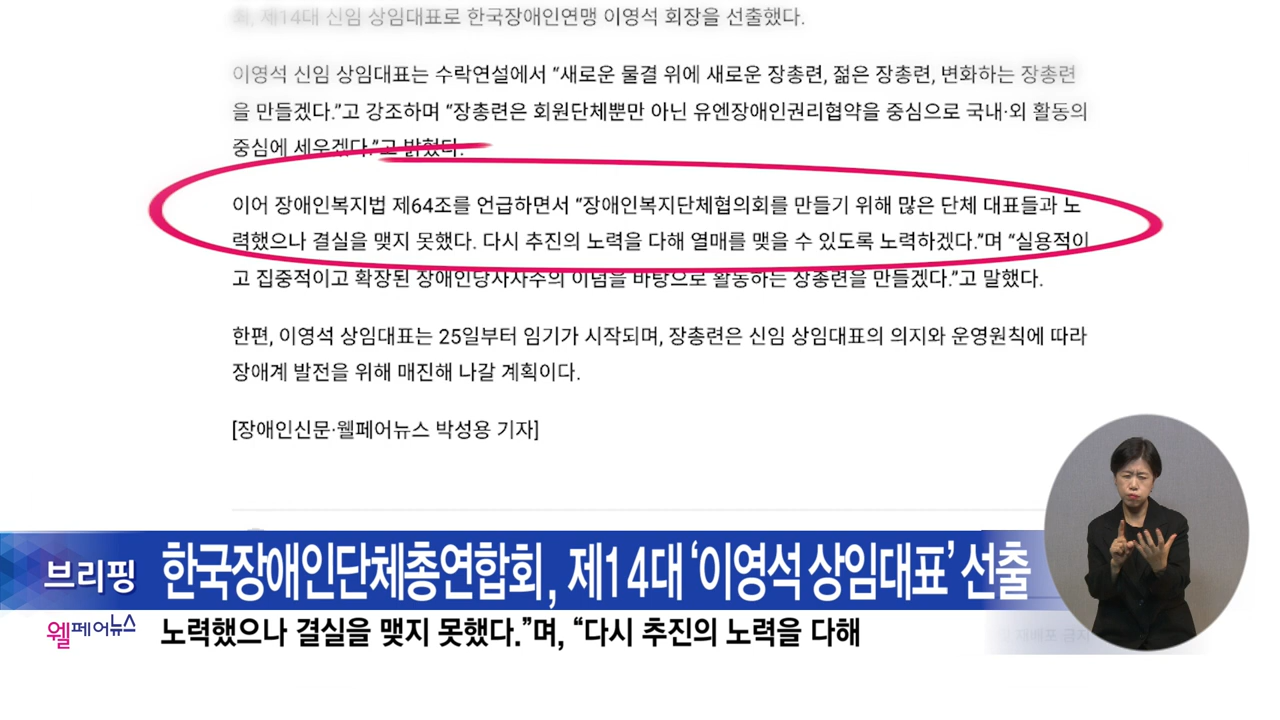 회, 제14대 신임 상임대표로 한국장애인연맹 이영석 회장을 선출했다.
이영석 신임 상임대표는 수락연설에서 “새로운 물결 위에 새로운 장총련, 젊은 장총련, 변화하는 장총련
을 만들겠다.”고 강조하며 “장총련은 회원단체뿐만 아닌 유엔장애인권리협약을 중심으로 국내·외 활동의
중심에 세우겠다.”고 밝혔다.
이어 장애인복지법 제64조를 언급하면서 “장애인복지단체협의회를 만들기 위해 많은 단체 대표들과 노
력했으나 결실을 맺지 못했다. 다시 추진의 노력을 다해 열매를 맺을 수 있도록 노력하겠다.”며 “실용적이
고 집중적이고 확장된 장애인당사자주의 이념을 바탕으로 활동하는 장총련을 만들겠다.”고 말했다.
한편, 이영석 상임대표는 25일부터 임기가 시작되며, 장총련은 신임 상임대표의 의지와 운영원칙에 따라
장애계 발전을 위해 매진해 나갈 계획이다.
[장애인신문·웰페어뉴스 박성용 기자]
브리핑 한국장애인단체총연합회, 제14대 ‘이영석 상임대표’ 선출
웰페어뉴스 노력했으나 결실을 맺지 못했다.”며, “다시 추진의 노력을 다해
재배포 금지